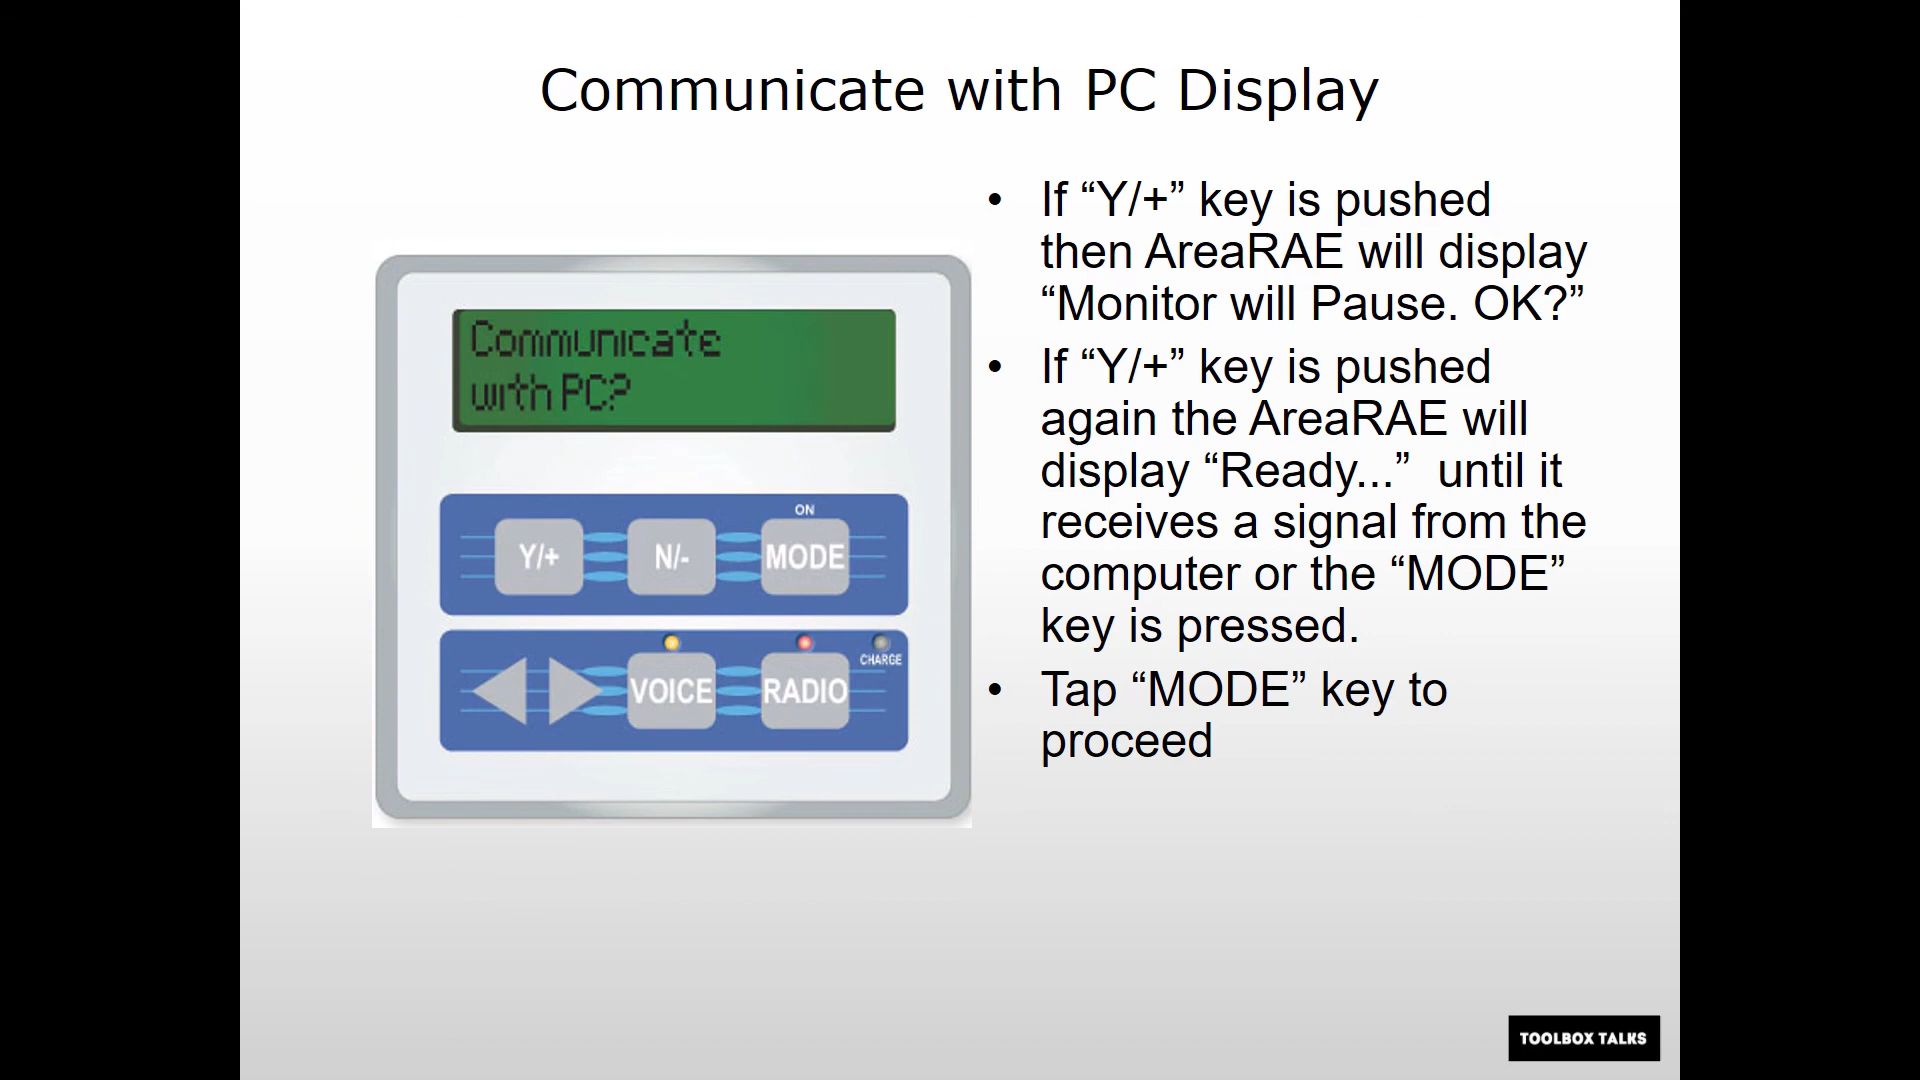 Communicate with PC Display
Communicate
with PC?
ON
Y/+
N/-
MODE
CHARGE
VOICE
RADIO
• If “Y/+” key is pushed
then AreaRAE will display
“Monitor will Pause. OK?”
• If “Y/+” key is pushed
again the AreaRAE will
display “Ready...”  until it
receives a signal from the
computer or the “MODE”
key is pressed.
• Tap “MODE” key to
proceed
TOOLBOX TALKS